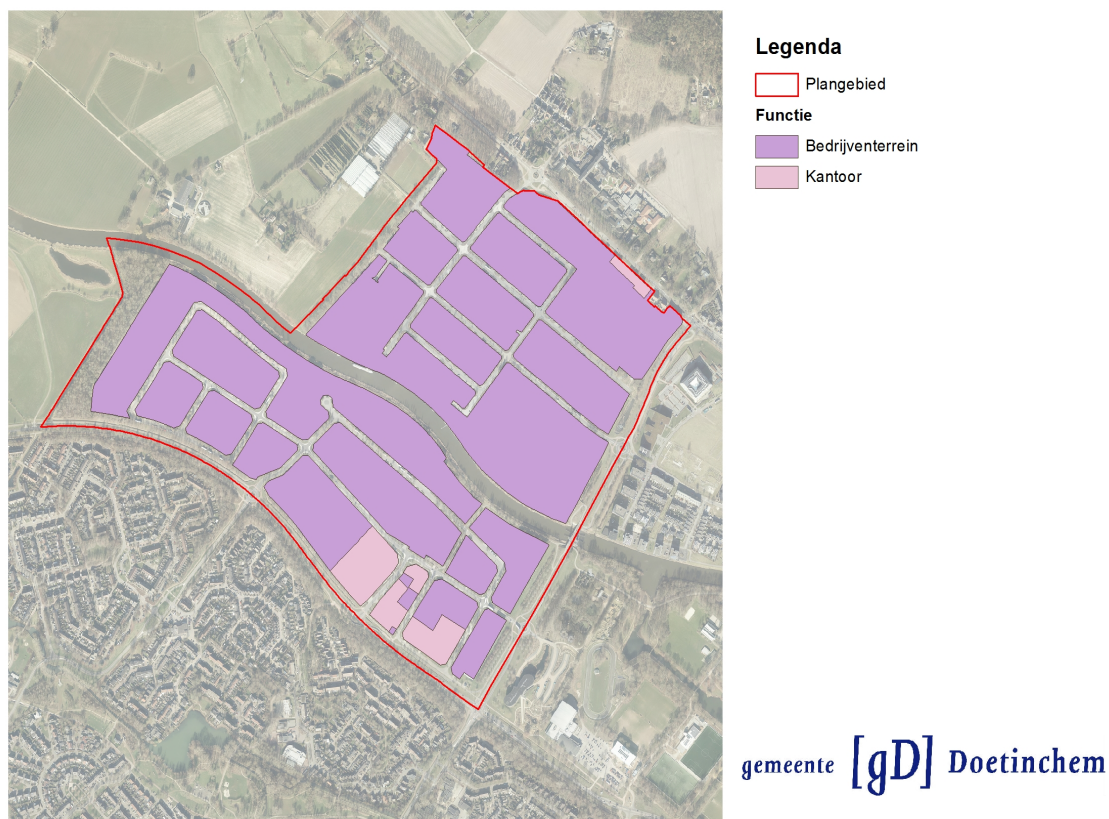 Legenda
Plangebied
Functie
Bedrijventerrein
Kantoor
gemeente [gD] Doetinchem